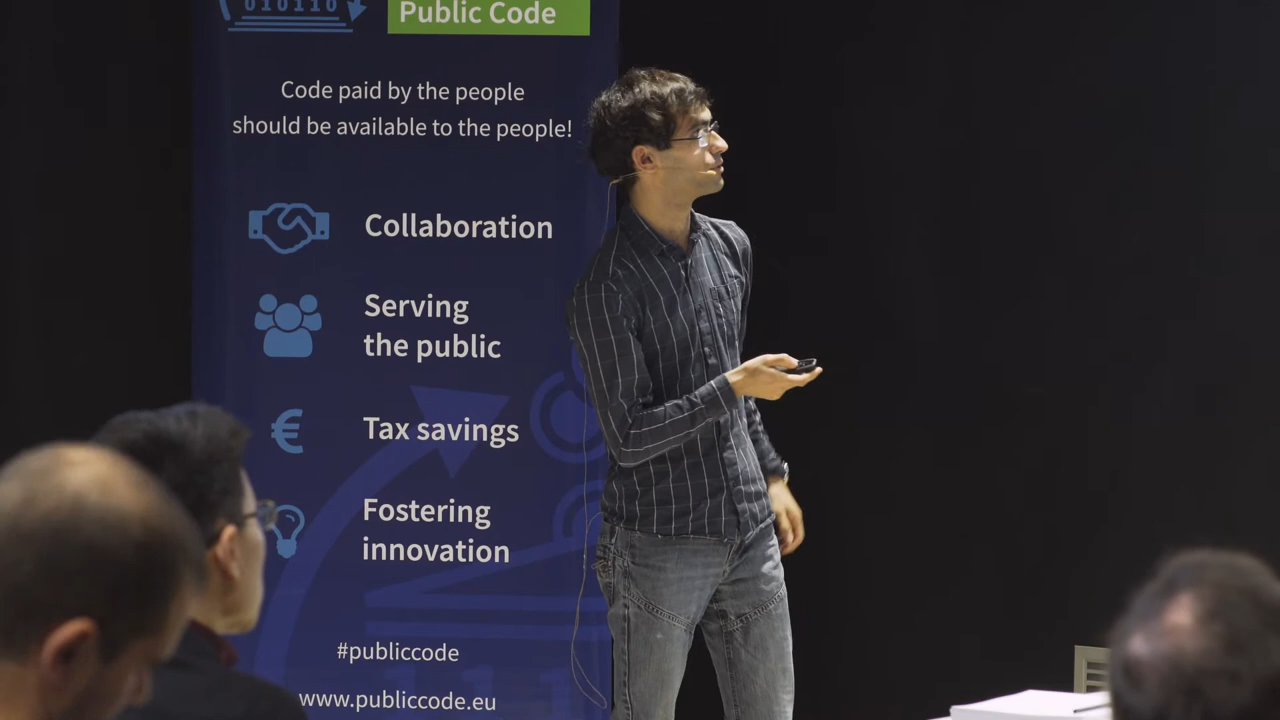 010110
Public Code
Code paid by the people
should be available to the people!
Collaboration
Serving
the public
€
Tax savings
Fostering
innovation
#publiccode
www.publiccode.eu